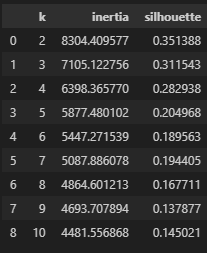 k inertia silhouette
0 2 8304.409577 0.351388
1 3 7105.122756 0.311543
2 4 6398.365770 0.282938
3 5 5877.480102 0.204968
4 6 5447.271539 0.189563
5 7 5087.886078 0.194405
6 8 4864.601213 0.167711
7 9 4693.707894 0.137877
8 10 4481.556868 0.145021